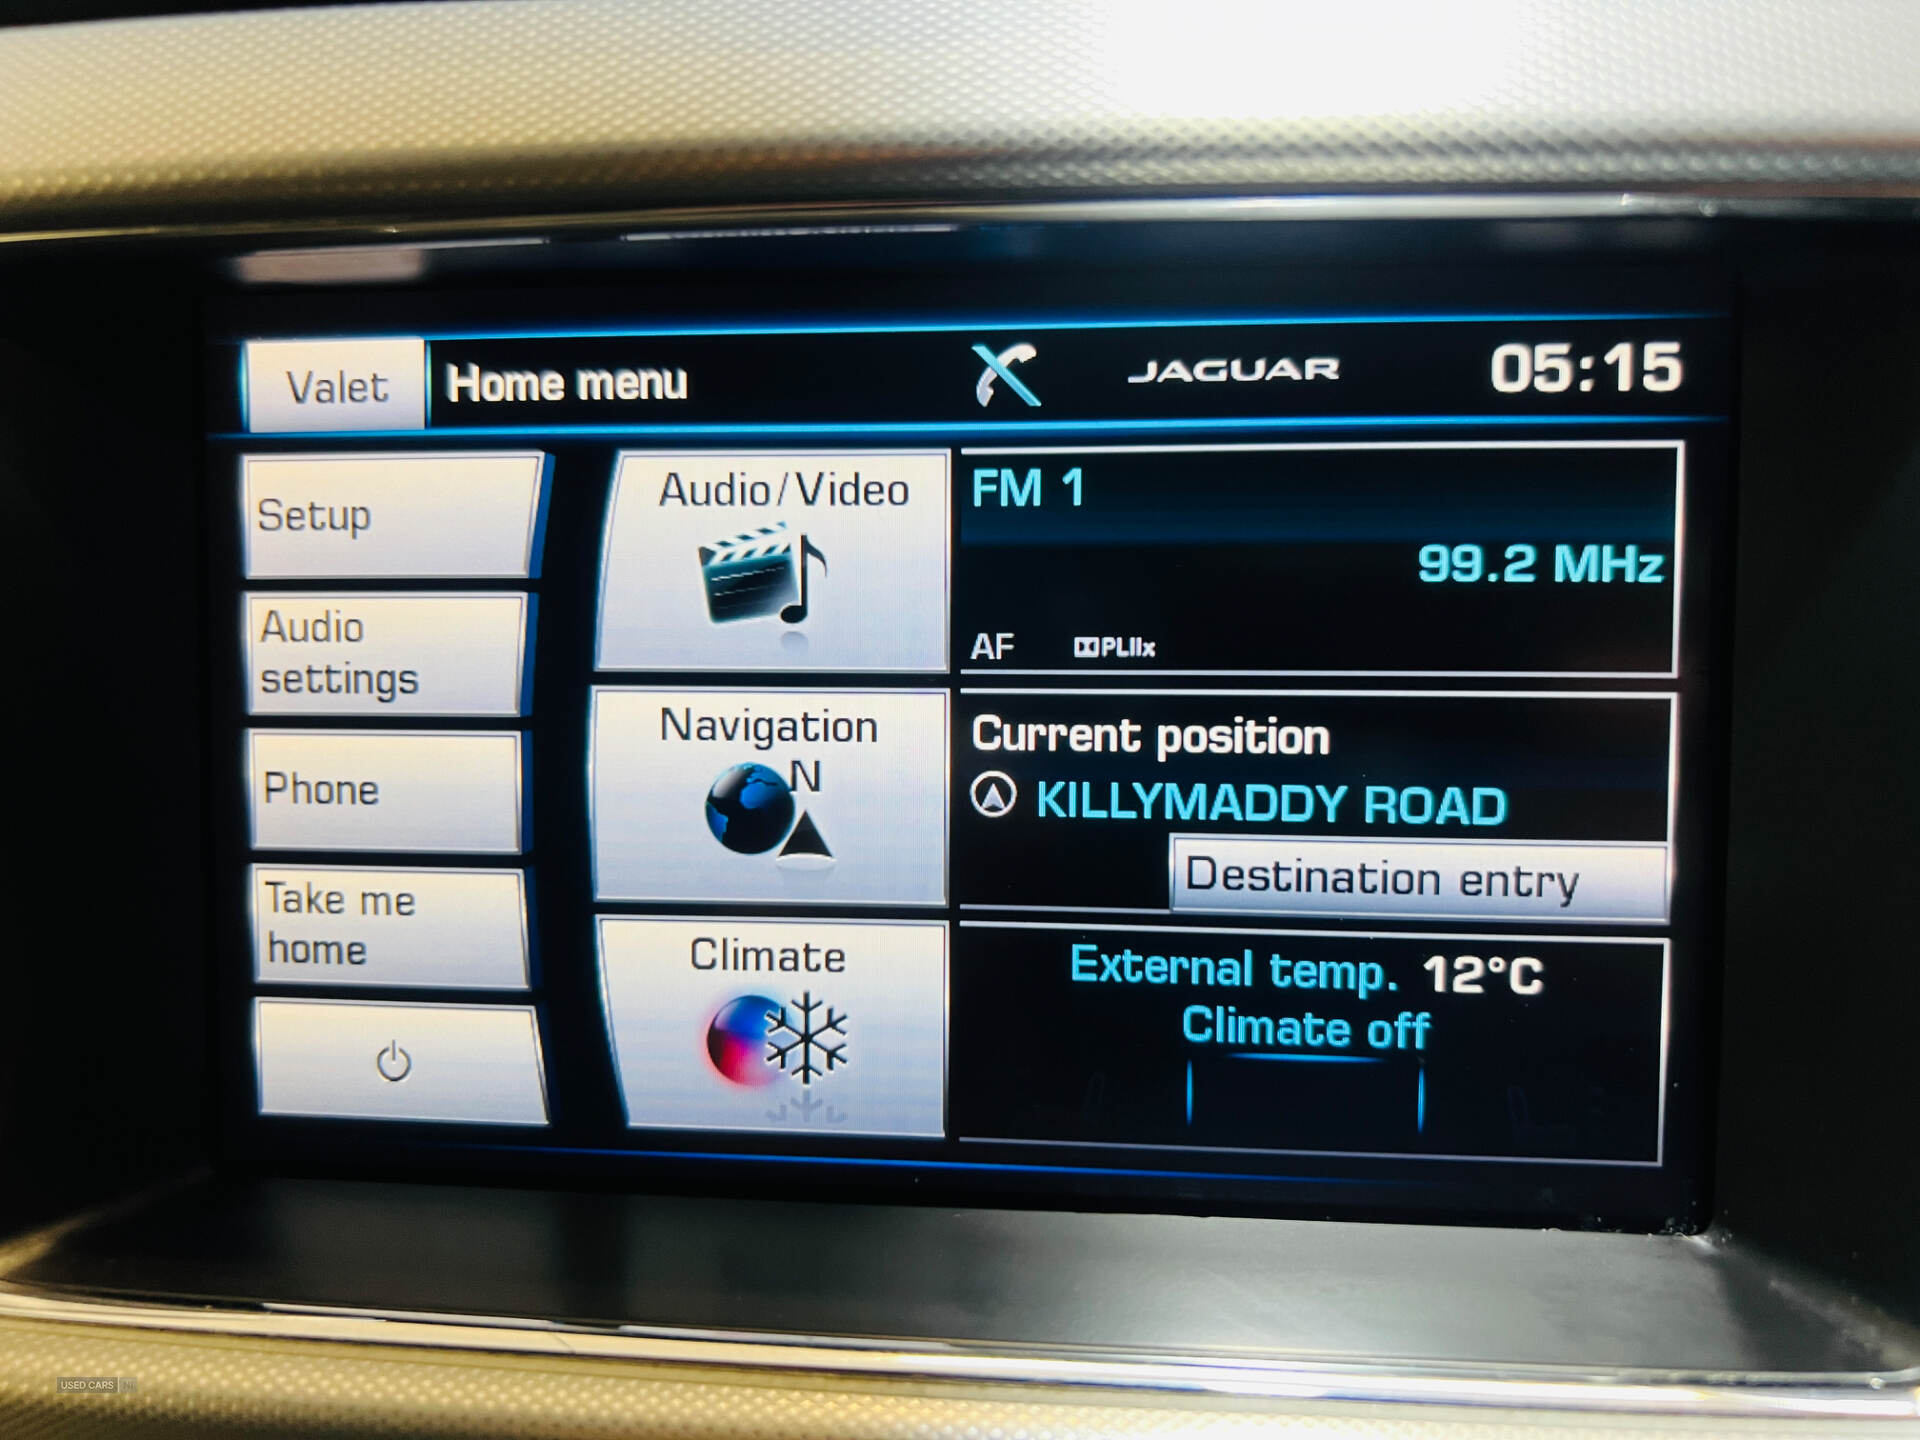 Valet
Home menu
JAGUAR
05:15
Setup
Audio
settings
Phone
Take me
home
Audio/Video
Navigation
N
Climate
FM 1
99.2 MHz
AF
PLIIx
Current position
KILLYMADDY ROAD
Destination entry
External temp. 12°C
Climate off
USED CARS